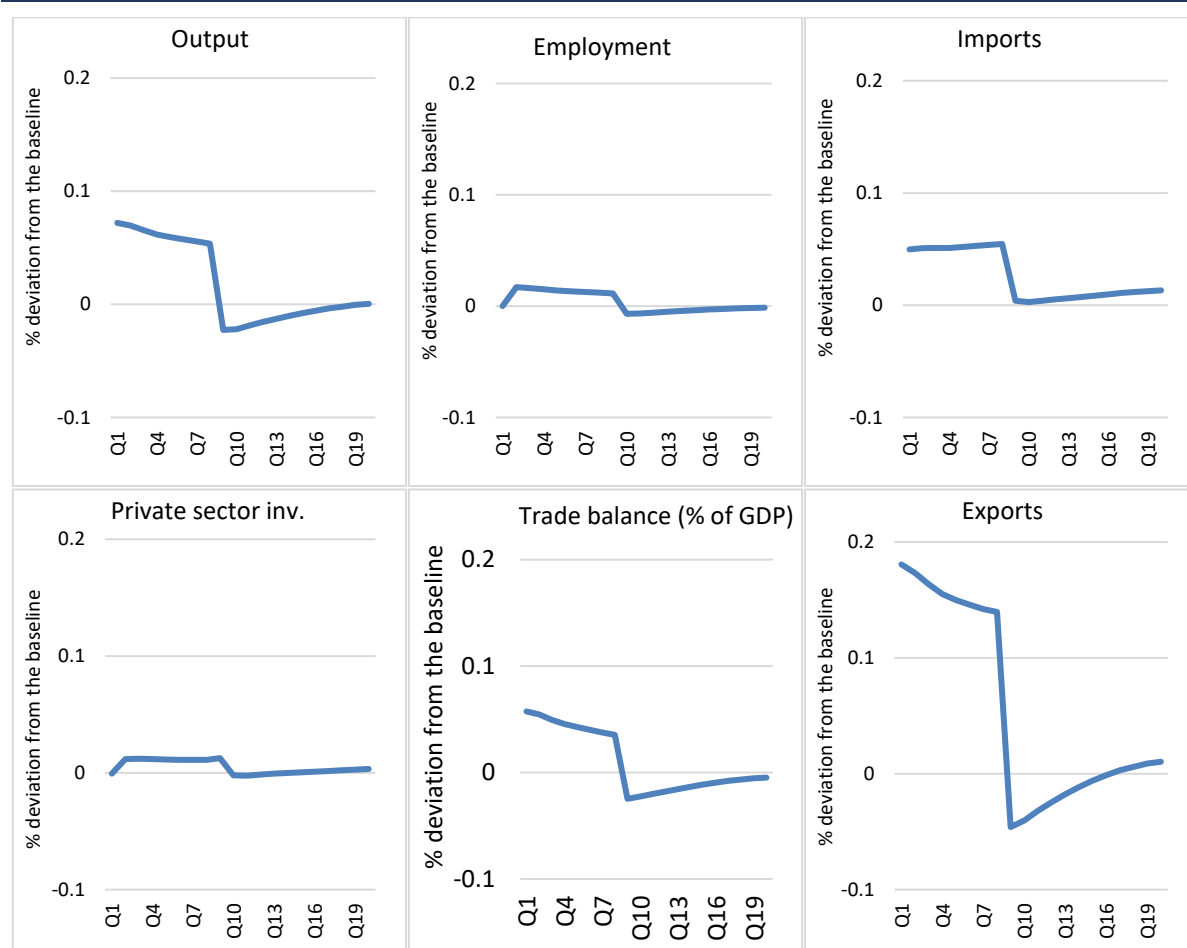 Output
% deviation from the baseline
0.2
0.1
0
-0.1
Q1 Q4 Q7 Q10 Q13 Q16 Q19
Employment
% deviation from the baseline
0.2
0.1
0
-0.1
Q1 Q4 Q7 Q10 Q13 Q16 Q19
Imports
% deviation from the baseline
0.2
0.1
0
-0.1
Q1 Q4 Q7 Q10 Q13 Q16 Q19
Private sector inv.
% deviation from the baseline
0.2
0.1
0
-0.1
Q1 Q4 Q7 Q10 Q13 Q16 Q19
Trade balance (% of GDP)
% deviation from the baseline
0.2
0.1
0
-0.1
Q1 Q4 Q7 Q10 Q13 Q16 Q19
Exports
% deviation from the baseline
0.2
0.1
0
-0.1
Q1 Q4 Q7 Q10 Q13 Q16 Q19